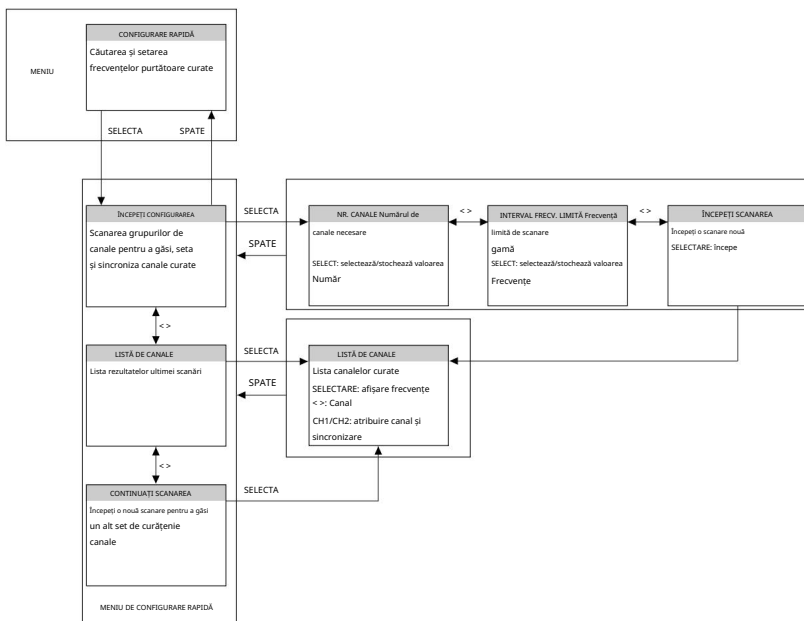 CONFIGURARE RAPIDĂ
Căutarea și setarea
frecvențelor purtătoare curate
MENIU
SELECTA
SPATE
ÎNCEPEȚI CONFIGURAREA
Scanarea grupurilor de
canale pentru a găsi, seta
și sincroniza canale curate
SELECTA
SPATE
NR. CANALE Numărul de
canale necesare
SELECT: selectează/stochează valoarea
Număr
< >
INTERVAL FRECV. LIMITĂ Frecvență
limită de scanare
gamă
SELECT: selectează/stochează valoarea
Frecvențe
< >
ÎNCEPEȚI SCANAREA
Începeți o scanare nouă
SELECTARE: începe
< >
LISTĂ DE CANALE
Lista rezultatelor ultimei scanări
SELECTA
SPATE
LISTĂ DE CANALE
Lista canalelor curate
SELECTARE: afișare frecvențe
< >: Canal
CH1/CH2: atribuire canal și
sincronizare
< >
CONTINUAȚI SCANAREA
Începeți o nouă scanare pentru a găsi
un alt set de curățenie
canale
SELECTA
MENIU DE CONFIGURARE RAPIDĂ